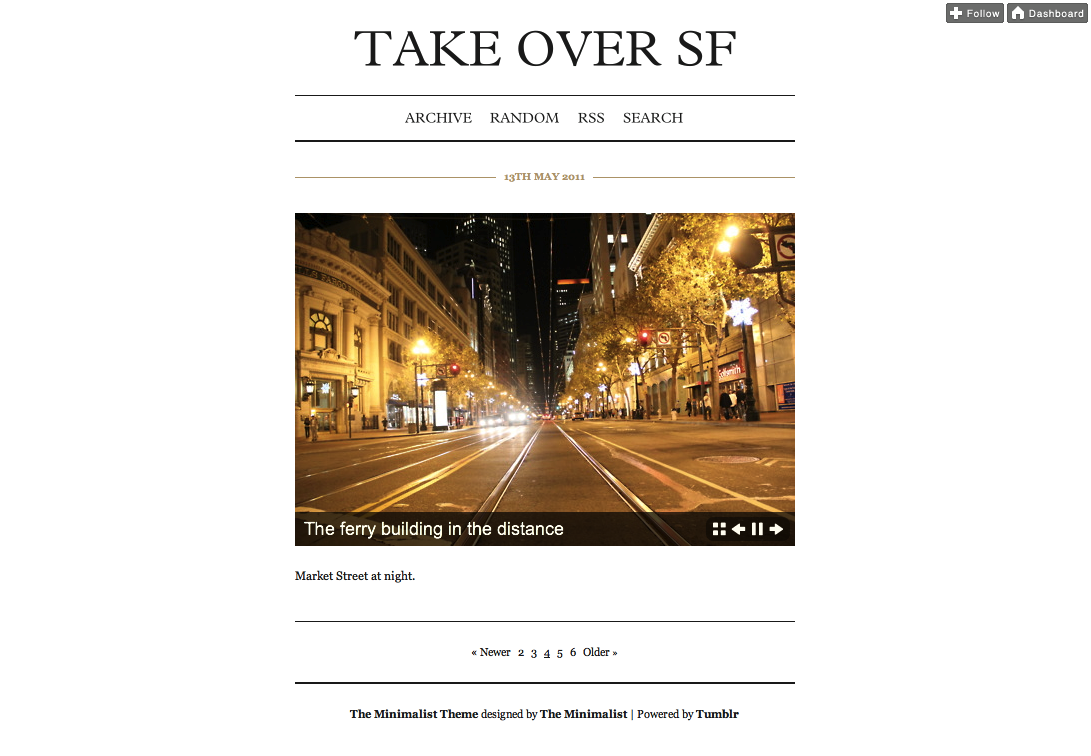 Follow Dashboard
TAKE OVER SF
ARCHIVE RANDOM RSS SEARCH
13TH MAY 2011
The ferry building in the distance
Market Street at night.
« Newer 2 3 4 5 6 Older »
The Minimalist Theme designed by The Minimalist | Powered by Tumblr